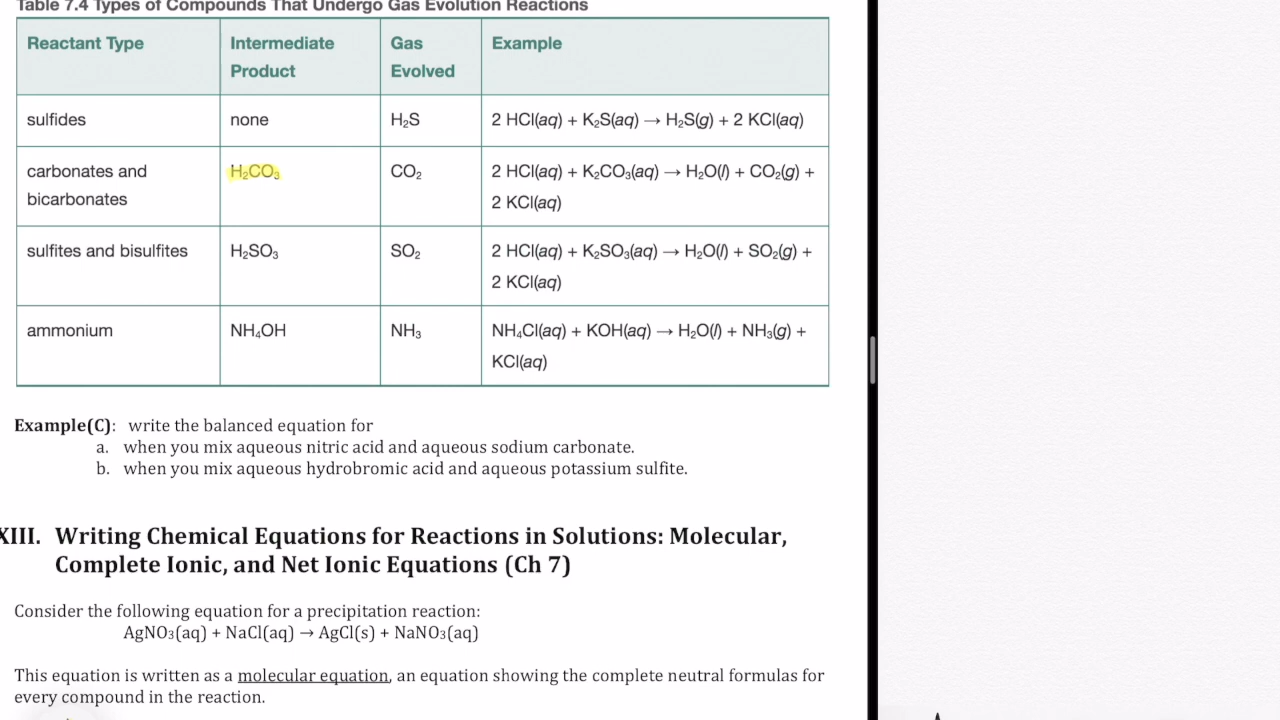 Table 7.4 Types of Compounds That Undergo Gas Evolution Reactions
Reactant Type
Intermediate Product
Gas Evolved
Example
sulfides
none
H₂S
2 HCl(aq) + K₂S(aq) → H₂S(g) + 2 KCl(aq)
carbonates and
bicarbonates
H₂CO₃
CO₂
2 HCl(aq) + K₂CO₃(aq) → H₂O(l) + CO₂(g) +
2 KCl(aq)
sulfites and bisulfites
H₂SO₃
SO₂
2 HCl(aq) + K₂SO₃(aq) → H₂O(l) + SO₂(g) +
2 KCl(aq)
ammonium
NH₄OH
NH₃
NH₄Cl(aq) + KOH(aq) → H₂O(l) + NH₃(g) +
KCl(aq)
Example(C): write the balanced equation for
a. when you mix aqueous nitric acid and aqueous sodium carbonate.
b. when you mix aqueous hydrobromic acid and aqueous potassium sulfite.
XIII. Writing Chemical Equations for Reactions in Solutions: Molecular,
Complete Ionic, and Net Ionic Equations (Ch 7)
Consider the following equation for a precipitation reaction:
AgNO₃(aq) + NaCl(aq) → AgCl(s) + NaNO₃(aq)
This equation is written as a molecular equation, an equation showing the complete neutral formulas for
every compound in the reaction.